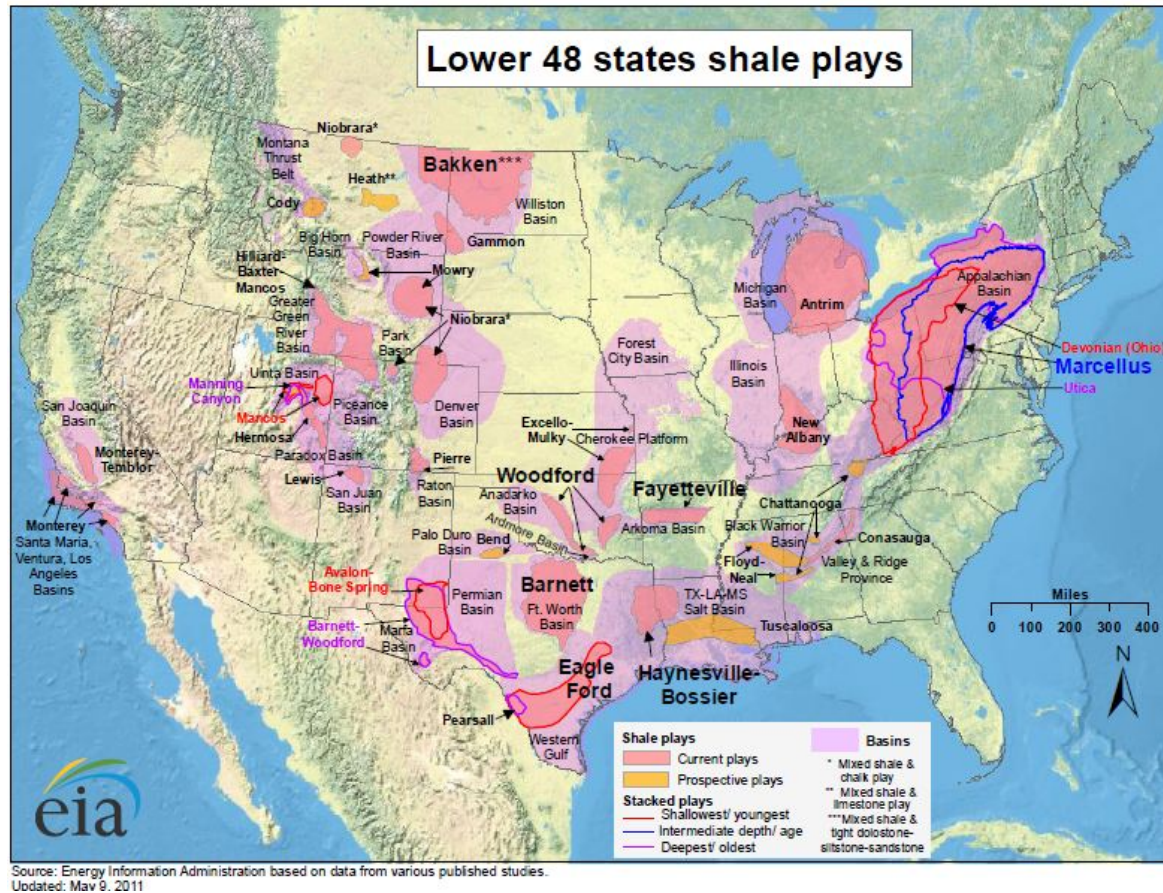 Lower 48 states shale plays
Niobrara*
Montana
Thrust
Belt
Bakken***
Heath**
Cody
Williston
Basin
Big Horn
Basin
Powder River
Basin
Gammon
Hilliard-
Baxter-
Mancos
Mowry
Greater
Green
River
Basin
Park
Basin
Niobrara*
Michigan
Basin
Antrim
Appalachian
Basin
Devonian (Ohio)
Marcellus
Utica
Forest
City Basin
Illinois
Basin
Uinta Basin
Manning
Canyon
Mancos
Piceance
Basin
Denver
Basin
San Joaquin
Basin
Hermosa
Excello-
Mulky
Cherokee Platform
New
Albany
Monterey-
Temblor
Paradox Basin
Lewis
San Juan
Basin
Pierre
Raton
Basin
Woodford
Anadarko
Basin
Fayetteville
Chattanooga
Monterey
Santa Maria,
Ventura, Los
Angeles
Basins
Palo Duro
Basin
Bend
Ardmore Basin
Arkoma Basin
Black Warrior
Basin
Conasauga
Floyd-
Neal
Valley & Ridge
Province
Avalon-
Bone Spring
Permian
Basin
Barnett
Ft. Worth
Basin
TX-LA-MS
Salt Basin
Tuscaloosa
Barnett-
Woodford
Marfa
Basin
Eagle
Ford
Haynesville-
Bossier
Pearsall
Western
Gulf
Miles
0 100 200 300 400
N
Shale plays
Current plays
Prospective plays
Stacked plays
Shallowest/ youngest
Intermediate depth/ age
Deepest/ oldest
Basins
* Mixed shale &
chalk play
** Mixed shale &
limestone play
***Mixed shale &
tight dolostone-
siltstone-sandstone
eia
Source: Energy Information Administration based on data from various published studies.
Updated: May 9, 2011